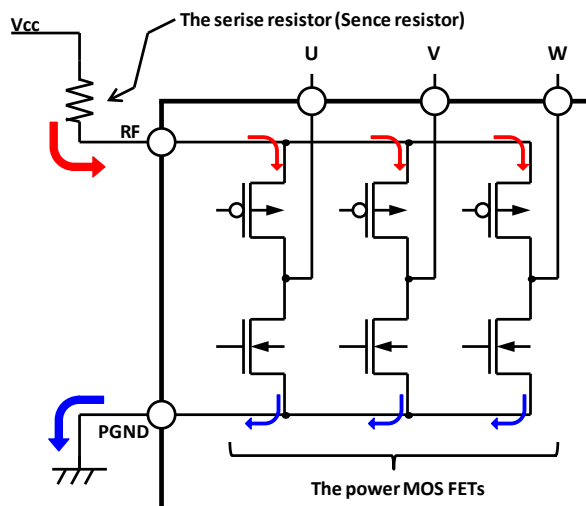 The serise resistor (Sence resistor)
Vcc
U
V
W
RF
PGND
The power MOS FETs